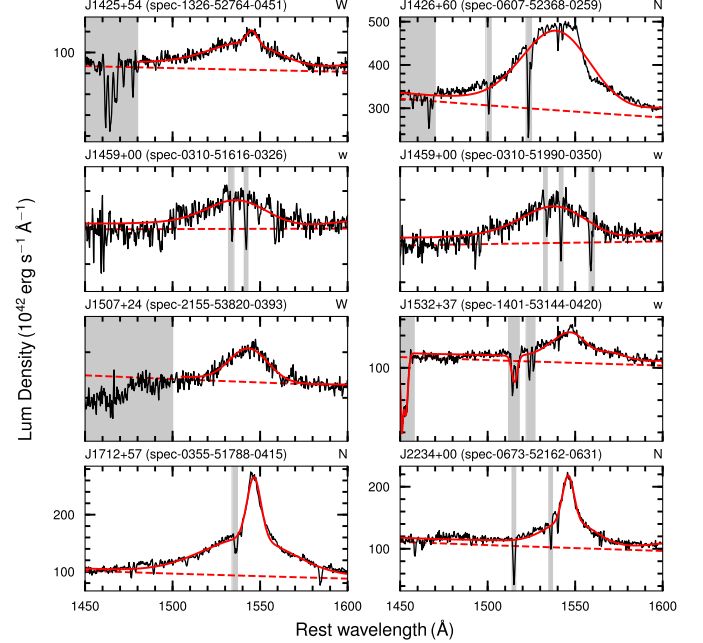 J1425+54 (spec-1326-52764-0451) W
J1426+60 (spec-0607-52368-0259) N
100
500
400
300
J1459+00 (spec-0310-51616-0326) w
J1459+00 (spec-0310-51990-0350) w
J1507+24 (spec-2155-53820-0393) W
J1532+37 (spec-1401-53144-0420) w
100
J1712+57 (spec-0355-51788-0415) N
J2234+00 (spec-0673-52162-0631) N
200
100
200
100
1450 1500 1550 1600
1450 1500 1550 1600
Lum Density (10⁴² erg s⁻¹ Å⁻¹)
Rest wavelength (Å)